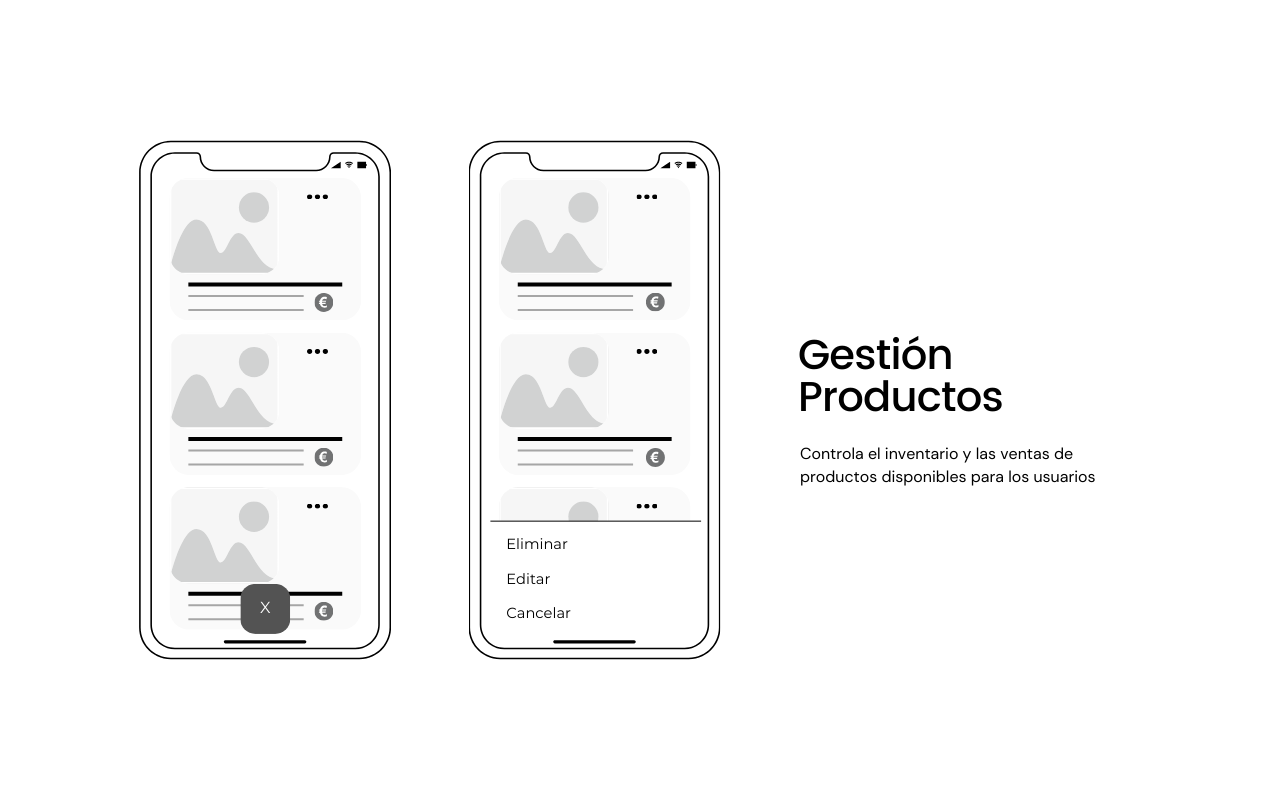 €
€
€
X
€
€
Eliminar
Editar
Cancelar
Gestión
Productos
Controla el inventario y las ventas de
productos disponibles para los usuarios